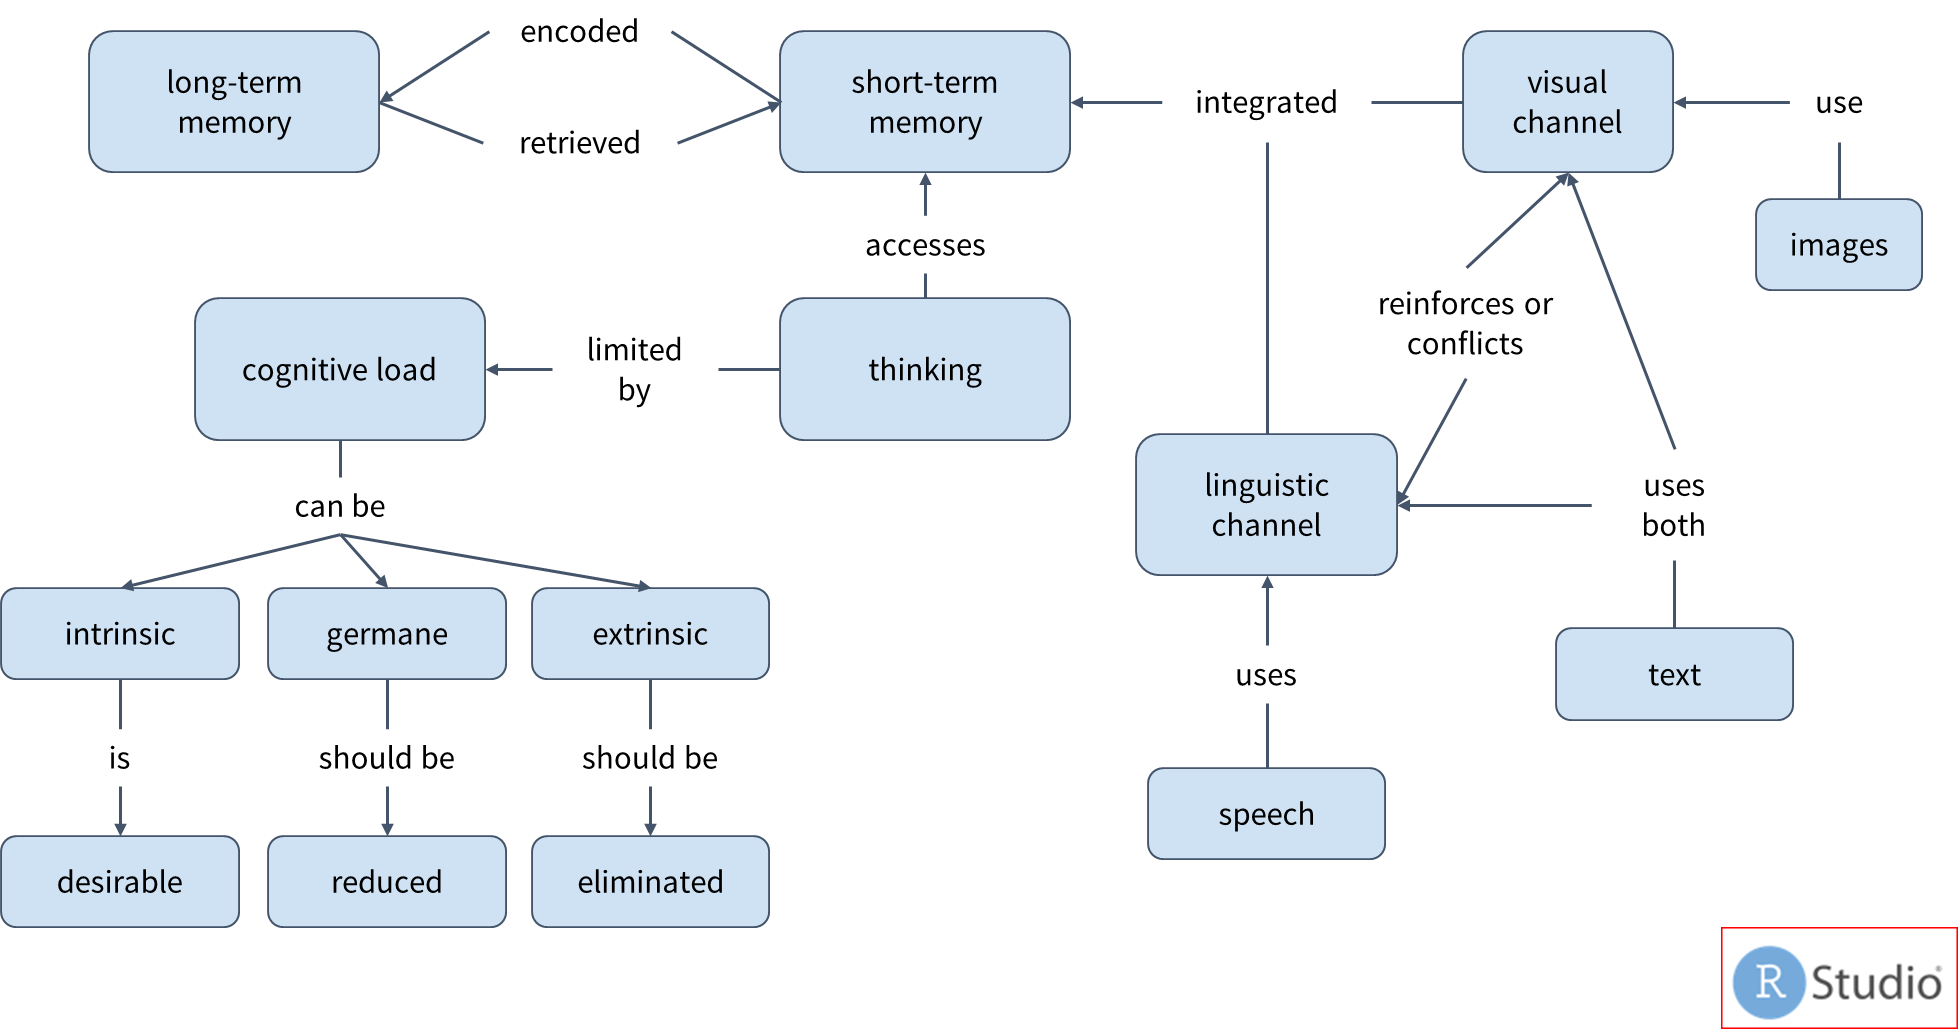 encoded
long-term
memory
retrieved
short-term
memory
integrated
visual
channel
use
images
accesses
reinforces or
conflicts
cognitive load
limited
by
thinking
linguistic
channel
uses
both
can be
intrinsic
germane
extrinsic
uses
text
is
should be
should be
speech
desirable
reduced
eliminated
R Studio®